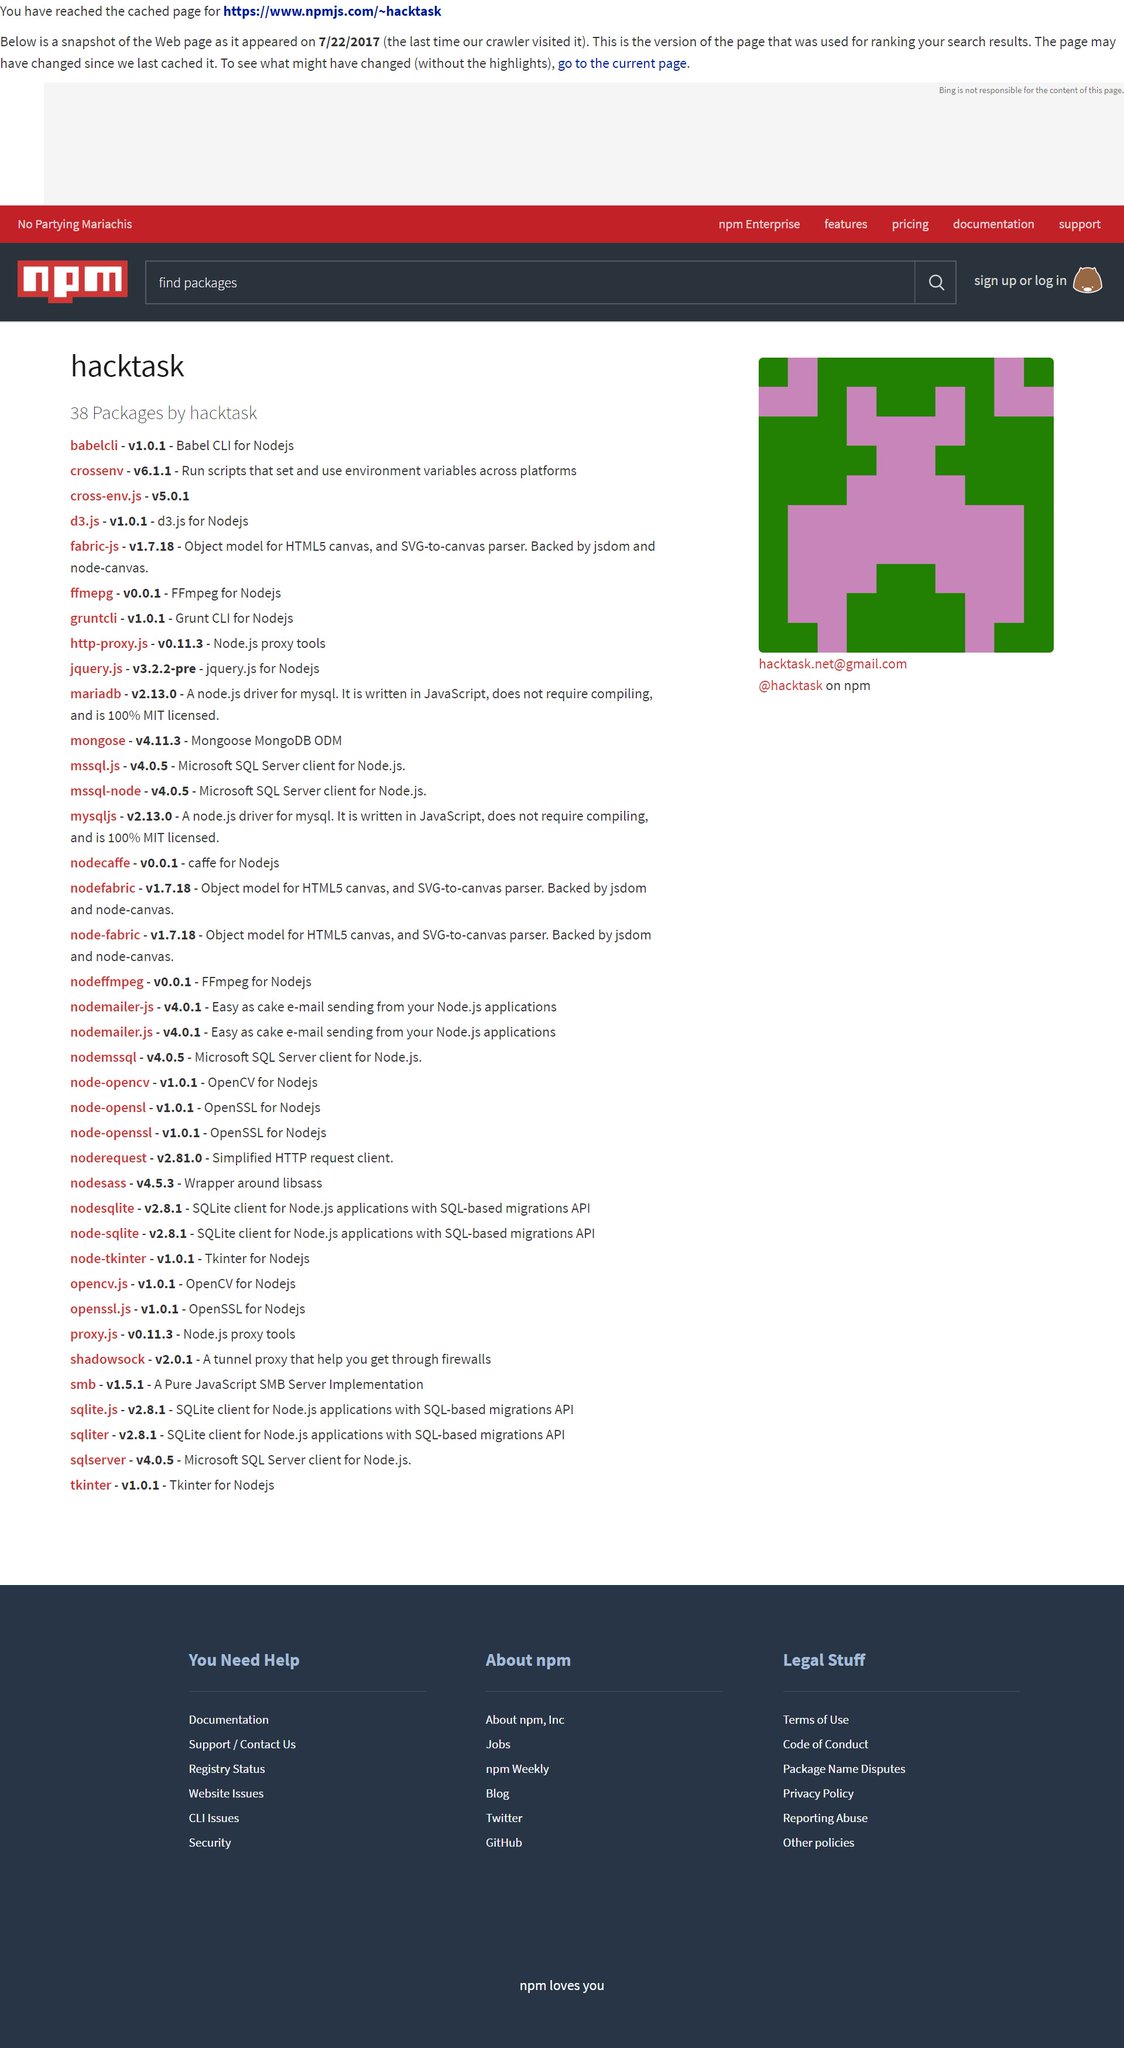 You have reached the cached page for https://www.npmjs.com/~hacktask
Below is a snapshot of the Web page as it appeared on 7/22/2017 (the last time our crawler visited it). This is the version of the page that was used for ranking your search results. The page may
have changed since we last cached it. To see what might have changed (without the highlights), go to the current page.
Bing is not responsible for the content of this page.
No Partying Mariachis npm Enterprise features pricing documentation support
npm find packages sign up or log in
hacktask
38 Packages by hacktask
babelcli - v1.0.1 - Babel CLI for Nodejs
crossenv - v6.1.1 - Run scripts that set and use environment variables across platforms
cross-env.js - v5.0.1
d3.js - v1.0.1 - d3.js for Nodejs
fabric-js - v1.7.18 - Object model for HTML5 canvas, and SVG-to-canvas parser. Backed by jsdom and
node-canvas.
ffmepg - v0.0.1 - FFmpeg for Nodejs
gruntcli - v1.0.1 - Grunt CLI for Nodejs
http-proxy.js - v0.11.3 - Node.js proxy tools
jquery.js - v3.2.2-pre - jquery.js for Nodejs
mariadb - v2.13.0 - A node.js driver for mysql. It is written in JavaScript, does not require compiling,
and is 100% MIT licensed.
mongose - v4.11.3 - Mongoose MongoDB ODM
mssql.js - v4.0.5 - Microsoft SQL Server client for Node.js.
mssql-node - v4.0.5 - Microsoft SQL Server client for Node.js.
mysqljs - v2.13.0 - A node.js driver for mysql. It is written in JavaScript, does not require compiling,
and is 100% MIT licensed.
nodecaffe - v0.0.1 - caffe for Nodejs
nodefabric - v1.7.18 - Object model for HTML5 canvas, and SVG-to-canvas parser. Backed by jsdom
and node-canvas.
node-fabric - v1.7.18 - Object model for HTML5 canvas, and SVG-to-canvas parser. Backed by jsdom
and node-canvas.
nodeffmpeg - v0.0.1 - FFmpeg for Nodejs
nodemailer-js - v4.0.1 - Easy as cake e-mail sending from your Node.js applications
nodemailer.js - v4.0.1 - Easy as cake e-mail sending from your Node.js applications
nodemssql - v4.0.5 - Microsoft SQL Server client for Node.js.
node-opencv - v1.0.1 - OpenCV for Nodejs
node-opensl - v1.0.1 - OpenSSL for Nodejs
node-openssl - v1.0.1 - OpenSSL for Nodejs
noderequest - v2.81.0 - Simplified HTTP request client.
nodesass - v4.5.3 - Wrapper around libsass
nodesqlite - v2.8.1 - SQLite client for Node.js applications with SQL-based migrations API
node-sqlite - v2.8.1 - SQLite client for Node.js applications with SQL-based migrations API
node-tkinter - v1.0.1 - Tkinter for Nodejs
opencv.js - v1.0.1 - OpenCV for Nodejs
openssl.js - v1.0.1 - OpenSSL for Nodejs
proxy.js - v0.11.3 - Node.js proxy tools
shadowsock - v2.0.1 - A tunnel proxy that help you get through firewalls
smb - v1.5.1 - A Pure JavaScript SMB Server Implementation
sqlite.js - v2.8.1 - SQLite client for Node.js applications with SQL-based migrations API
sqliter - v2.8.1 - SQLite client for Node.js applications with SQL-based migrations API
sqlserver - v4.0.5 - Microsoft SQL Server client for Node.js.
tkinter - v1.0.1 - Tkinter for Nodejs
hacktask.net@gmail.com
@hacktask on npm
You Need Help
Documentation
Support / Contact Us
Registry Status
Website Issues
CLI Issues
Security
About npm
About npm, Inc
Jobs
npm Weekly
Blog
Twitter
GitHub
Legal Stuff
Terms of Use
Code of Conduct
Package Name Disputes
Privacy Policy
Reporting Abuse
Other policies
npm loves you